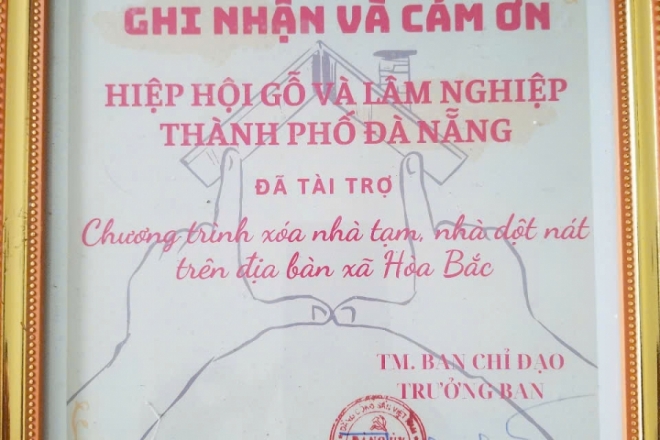 GHI NHẬN VÀ CẢM ƠN
HIỆP HỘI GỖ VÀ LÂM NGHIỆP
THÀNH PHỐ ĐÀ NẴNG
ĐÃ TÀI TRỢ
Chương trình xóa nhà tạm, nhà dột nát
trên địa bàn xã Hòa Bắc
TM. BAN CHỈ ĐẠO
TRƯỞNG BAN